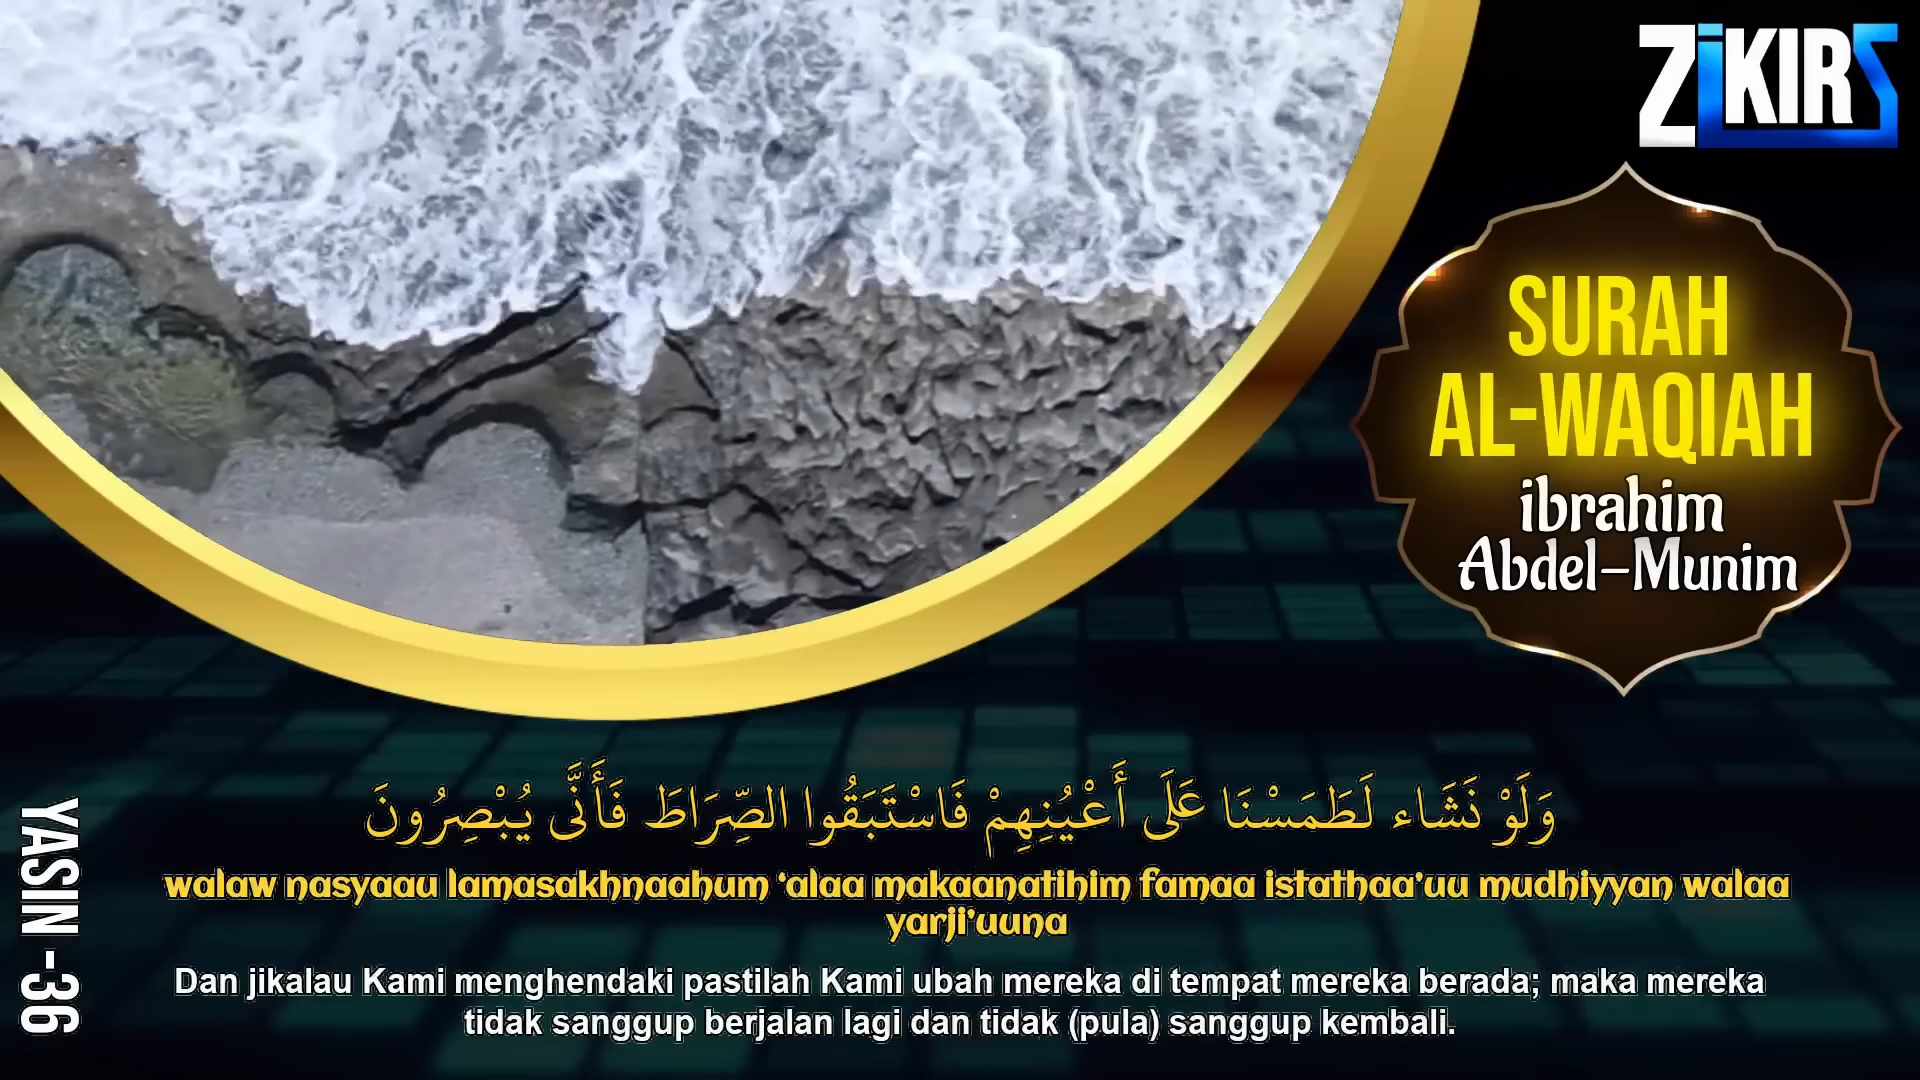 ZiKIRS
SURAH
AL-WAQIAH
ibrahim
Abdel-Munim
وَلَوْ نَشَاء لَطَمَسْنَا عَلَى أَعْيُنِهِمْ فَاسْتَبَقُوا الصِّرَاطَ فَأَنَّى يُبْصِرُونَ
walaw nasyaau lamasakhnaahum ‘alaa makaanatihim famaa istathaa’uu mudhiyyan walaa
yarji’uuna
Dan jikalau Kami menghendaki pastilah Kami ubah mereka di tempat mereka berada; maka mereka
tidak sanggup berjalan lagi dan tidak (pula) sanggup kembali.
YASIN -36